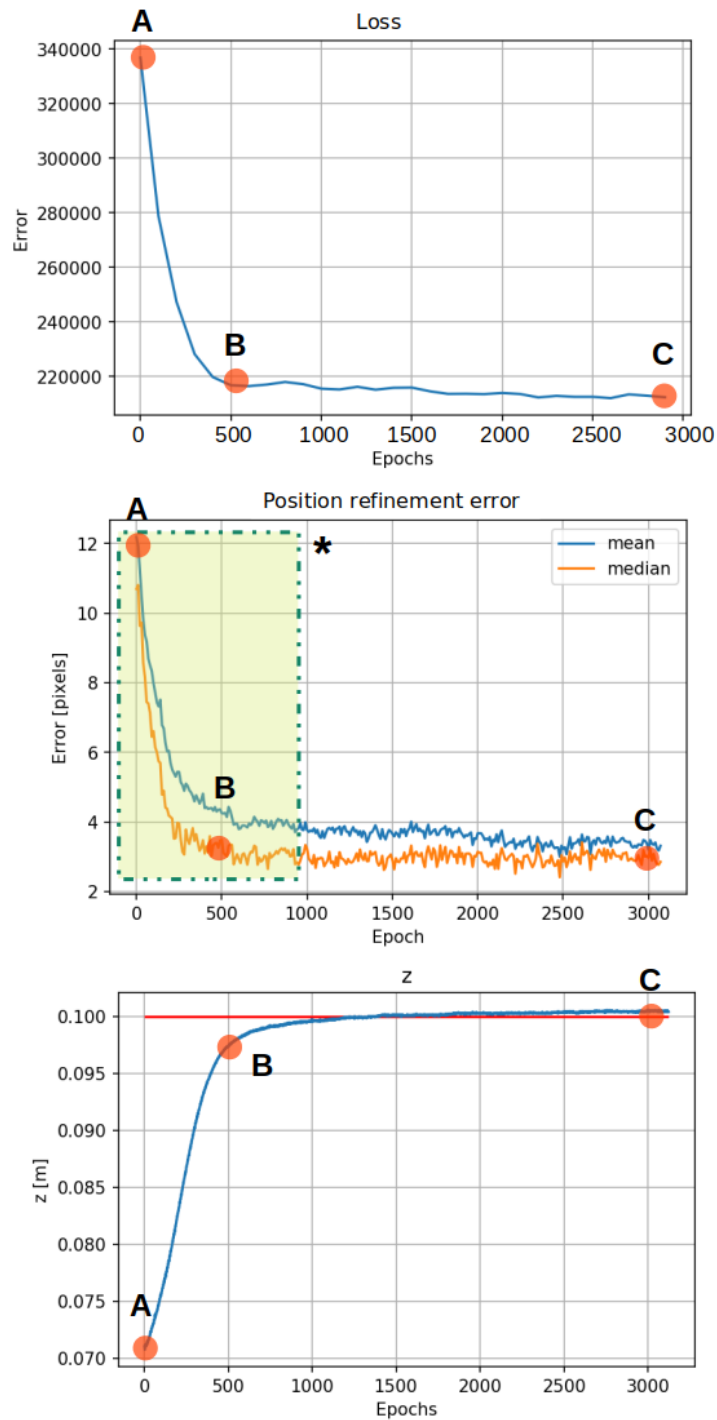 A
Loss
340000
320000
300000
280000
260000
240000
220000
Error
B
C
0 500 1000 1500 2000 2500 3000
Epochs
Position refinement error
A
*
mean
median
12
10
8
6
4
2
Error [pixels]
B
C
0 500 1000 1500 2000 2500 3000
Epoch
z
C
0.100
0.095
0.090
0.085
0.080
0.075
0.070
z [m]
B
A
0 500 1000 1500 2000 2500 3000
Epochs